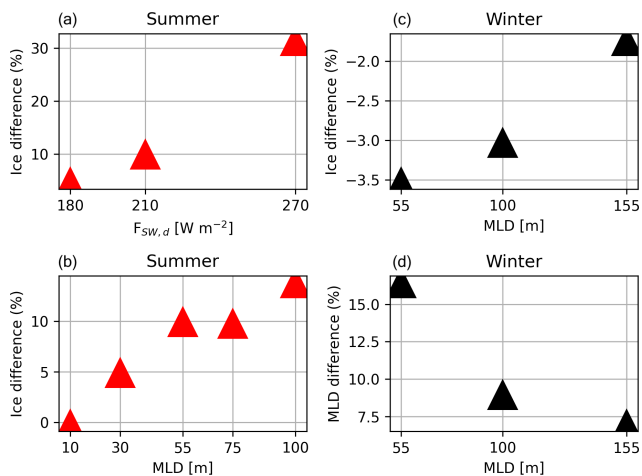 (a) Summer
Ice difference (%)
30
20
10
180 210 270
F_{SW,d} [W m^{−2}]
(c) Winter
Ice difference (%)
−2.0
−2.5
−3.0
−3.5
55 100 155
MLD [m]
(b) Summer
Ice difference (%)
10
5
0
10 30 55 75 100
MLD [m]
(d) Winter
MLD difference (%)
15.0
12.5
10.0
7.5
55 100 155
MLD [m]